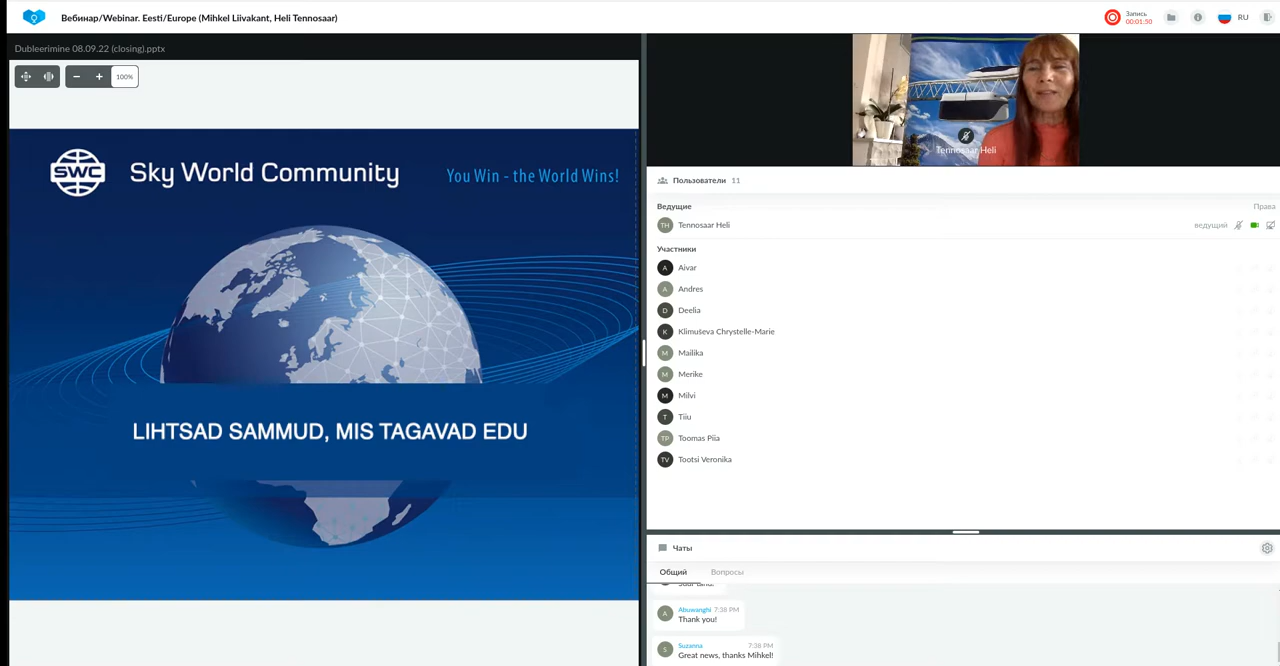 Вебинар/Webinar. Eesti/Europe (Mihkel Liivakant, Heli Tennosaar)
Запись
00:01:50
RU
Dubleerimine 08.09.22 (closing).pptx
100%
SWC
Sky World Community
You Win - the World Wins!
LIHTSAD SAMMUD, MIS TAGAVAD EDU
Tennosaar Heli
Пользователи 11
Ведущие
Права
TH Tennosaar Heli
ведущий
Участники
A Aivar
A Andres
D Deelia
K Klimuševa Chrystelle-Marie
M Mailika
M Merike
M Milvi
T Tiiu
TP Toomas Piia
TV Tootsi Veronika
Чаты
Общий
Вопросы
A Abuwanghi 7:38 PM
Thank you!
S Suzanna 7:38 PM
Great news, thanks Mihkel!